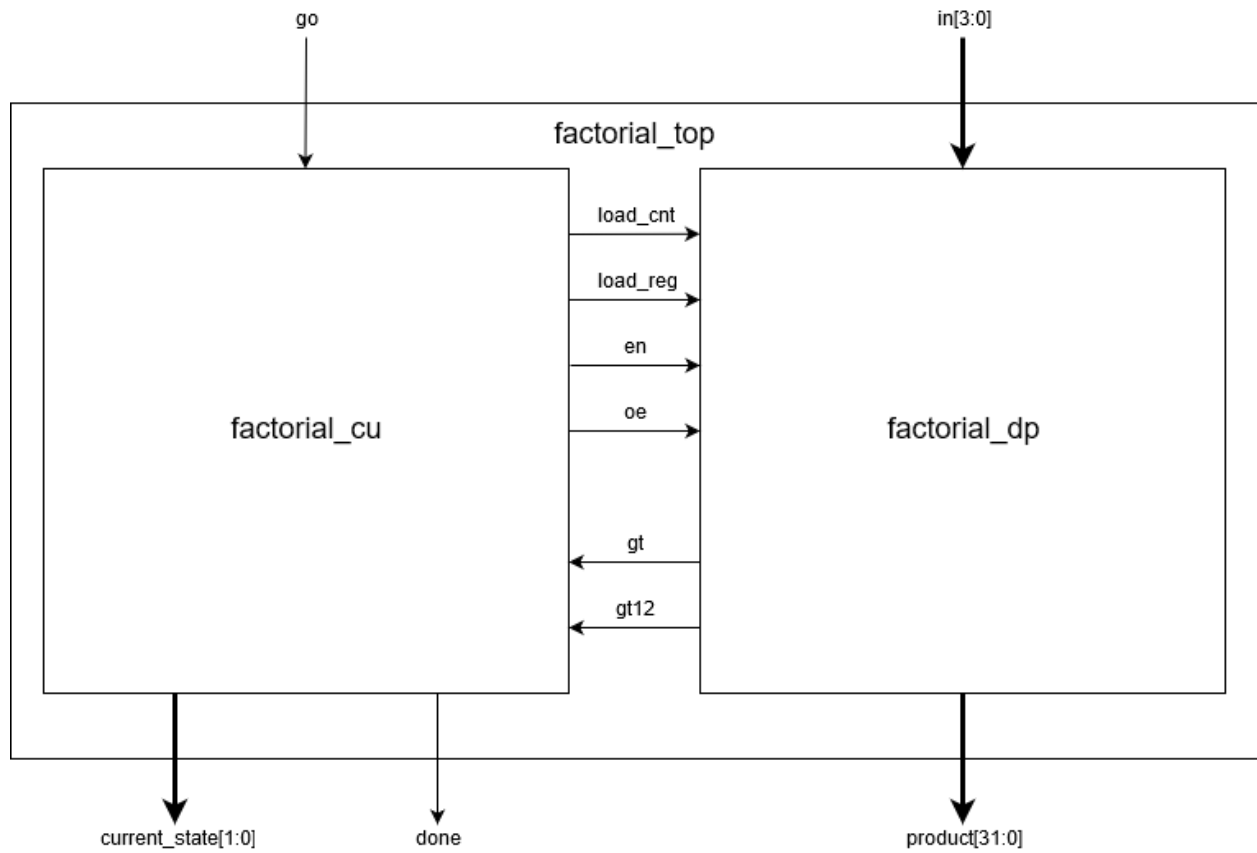 go
in[3:0]
factorial_top
load_cnt
load_reg
en
oe
factorial_cu
factorial_dp
gt
gt12
current_state[1:0]
done
product[31:0]